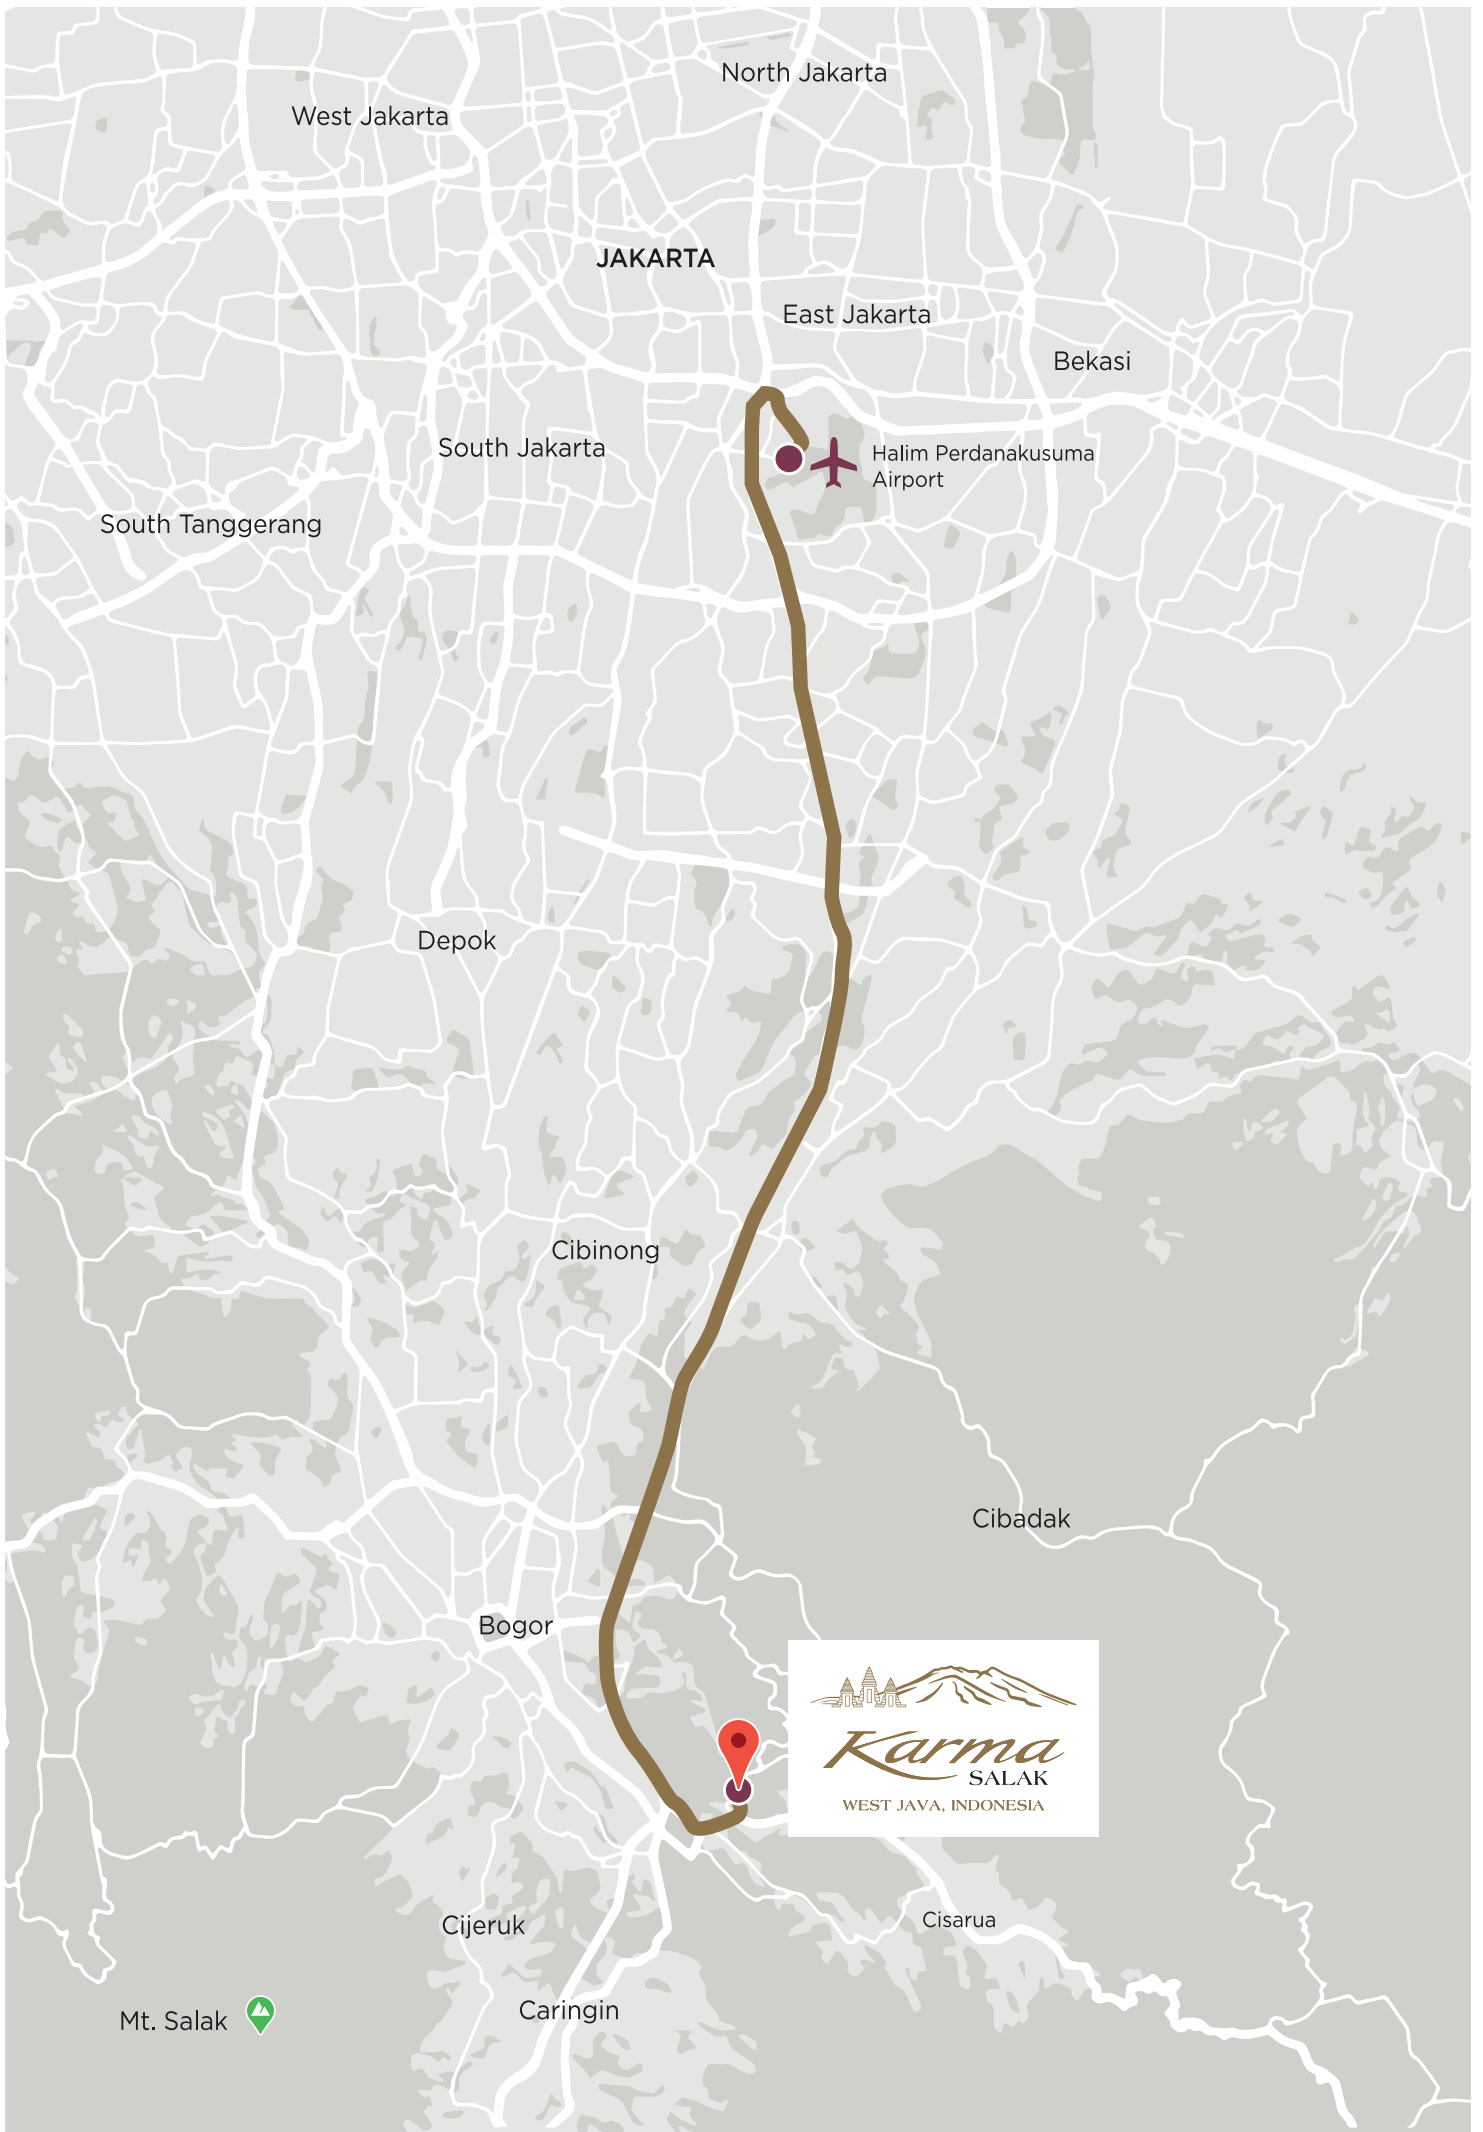 North Jakarta
West Jakarta
JAKARTA
East Jakarta
Bekasi
South Jakarta
Halim Perdanakusuma
Airport
South Tanggerang
Depok
Cibinong
Cibadak
Bogor
Karma
SALAK
WEST JAVA, INDONESIA
Cisarua
Cijeruk
Caringin
Mt. Salak